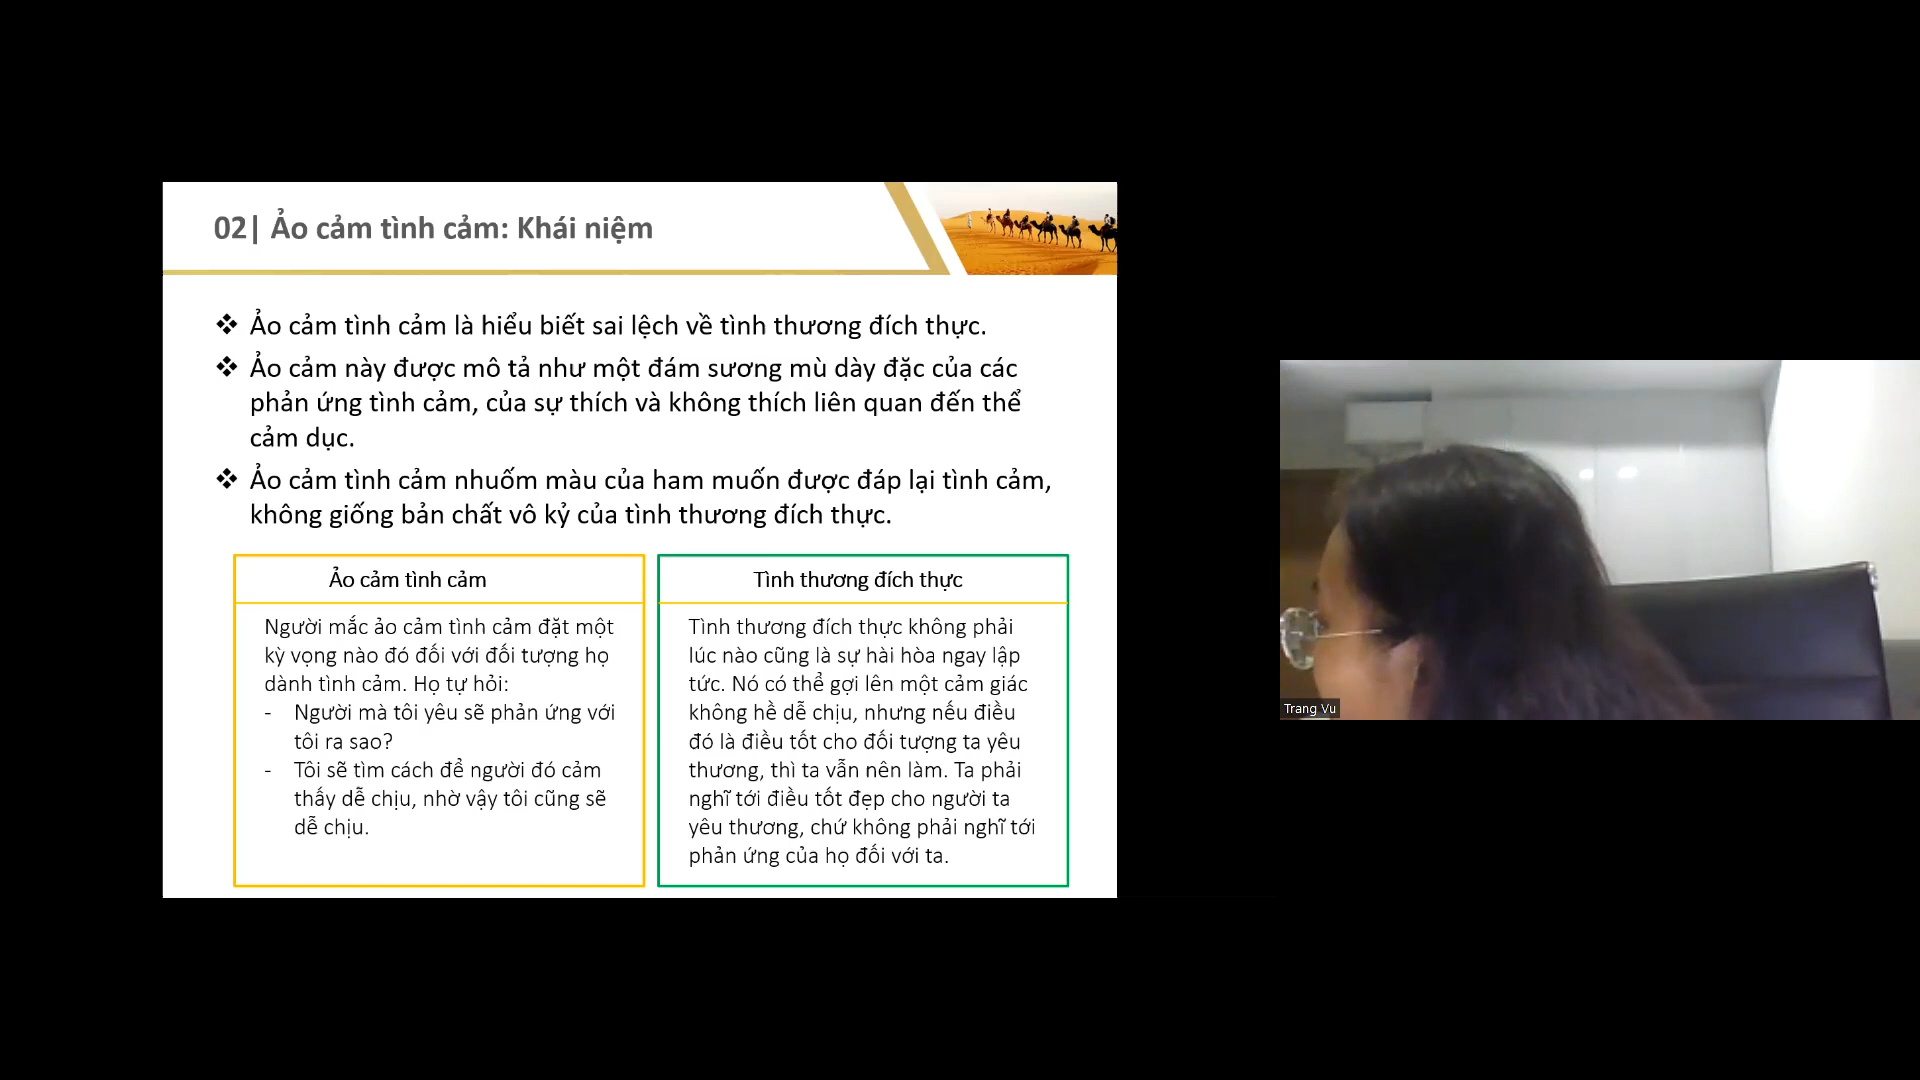 02| Ảo cảm tình cảm: Khái niệm
❖ Ảo cảm tình cảm là hiểu biết sai lệch về tình thương đích thực.
❖ Ảo cảm này được mô tả như một đám sương mù dày đặc của các
phản ứng tình cảm, của sự thích và không thích liên quan đến thể
cảm dục.
❖ Ảo cảm tình cảm nhuốm màu của ham muốn được đáp lại tình cảm,
không giống bản chất vô kỷ của tình thương đích thực.
Ảo cảm tình cảm
Người mắc ảo cảm tình cảm đặt một
kỳ vọng nào đó đối với đối tượng họ
dành tình cảm. Họ tự hỏi:
- Người mà tôi yêu sẽ phản ứng với
tôi ra sao?
- Tôi sẽ tìm cách để người đó cảm
thấy dễ chịu, nhờ vậy tôi cũng sẽ
dễ chịu.
Tình thương đích thực
Tình thương đích thực không phải
lúc nào cũng là sự hài hòa ngay lập
tức. Nó có thể gợi lên một cảm giác
không hề dễ chịu, nhưng nếu điều
đó là điều tốt cho đối tượng ta yêu
thương, thì ta vẫn nên làm. Ta phải
nghĩ tới điều tốt đẹp cho người ta
yêu thương, chứ không phải nghĩ tới
phản ứng của họ đối với ta.
Trang Vu